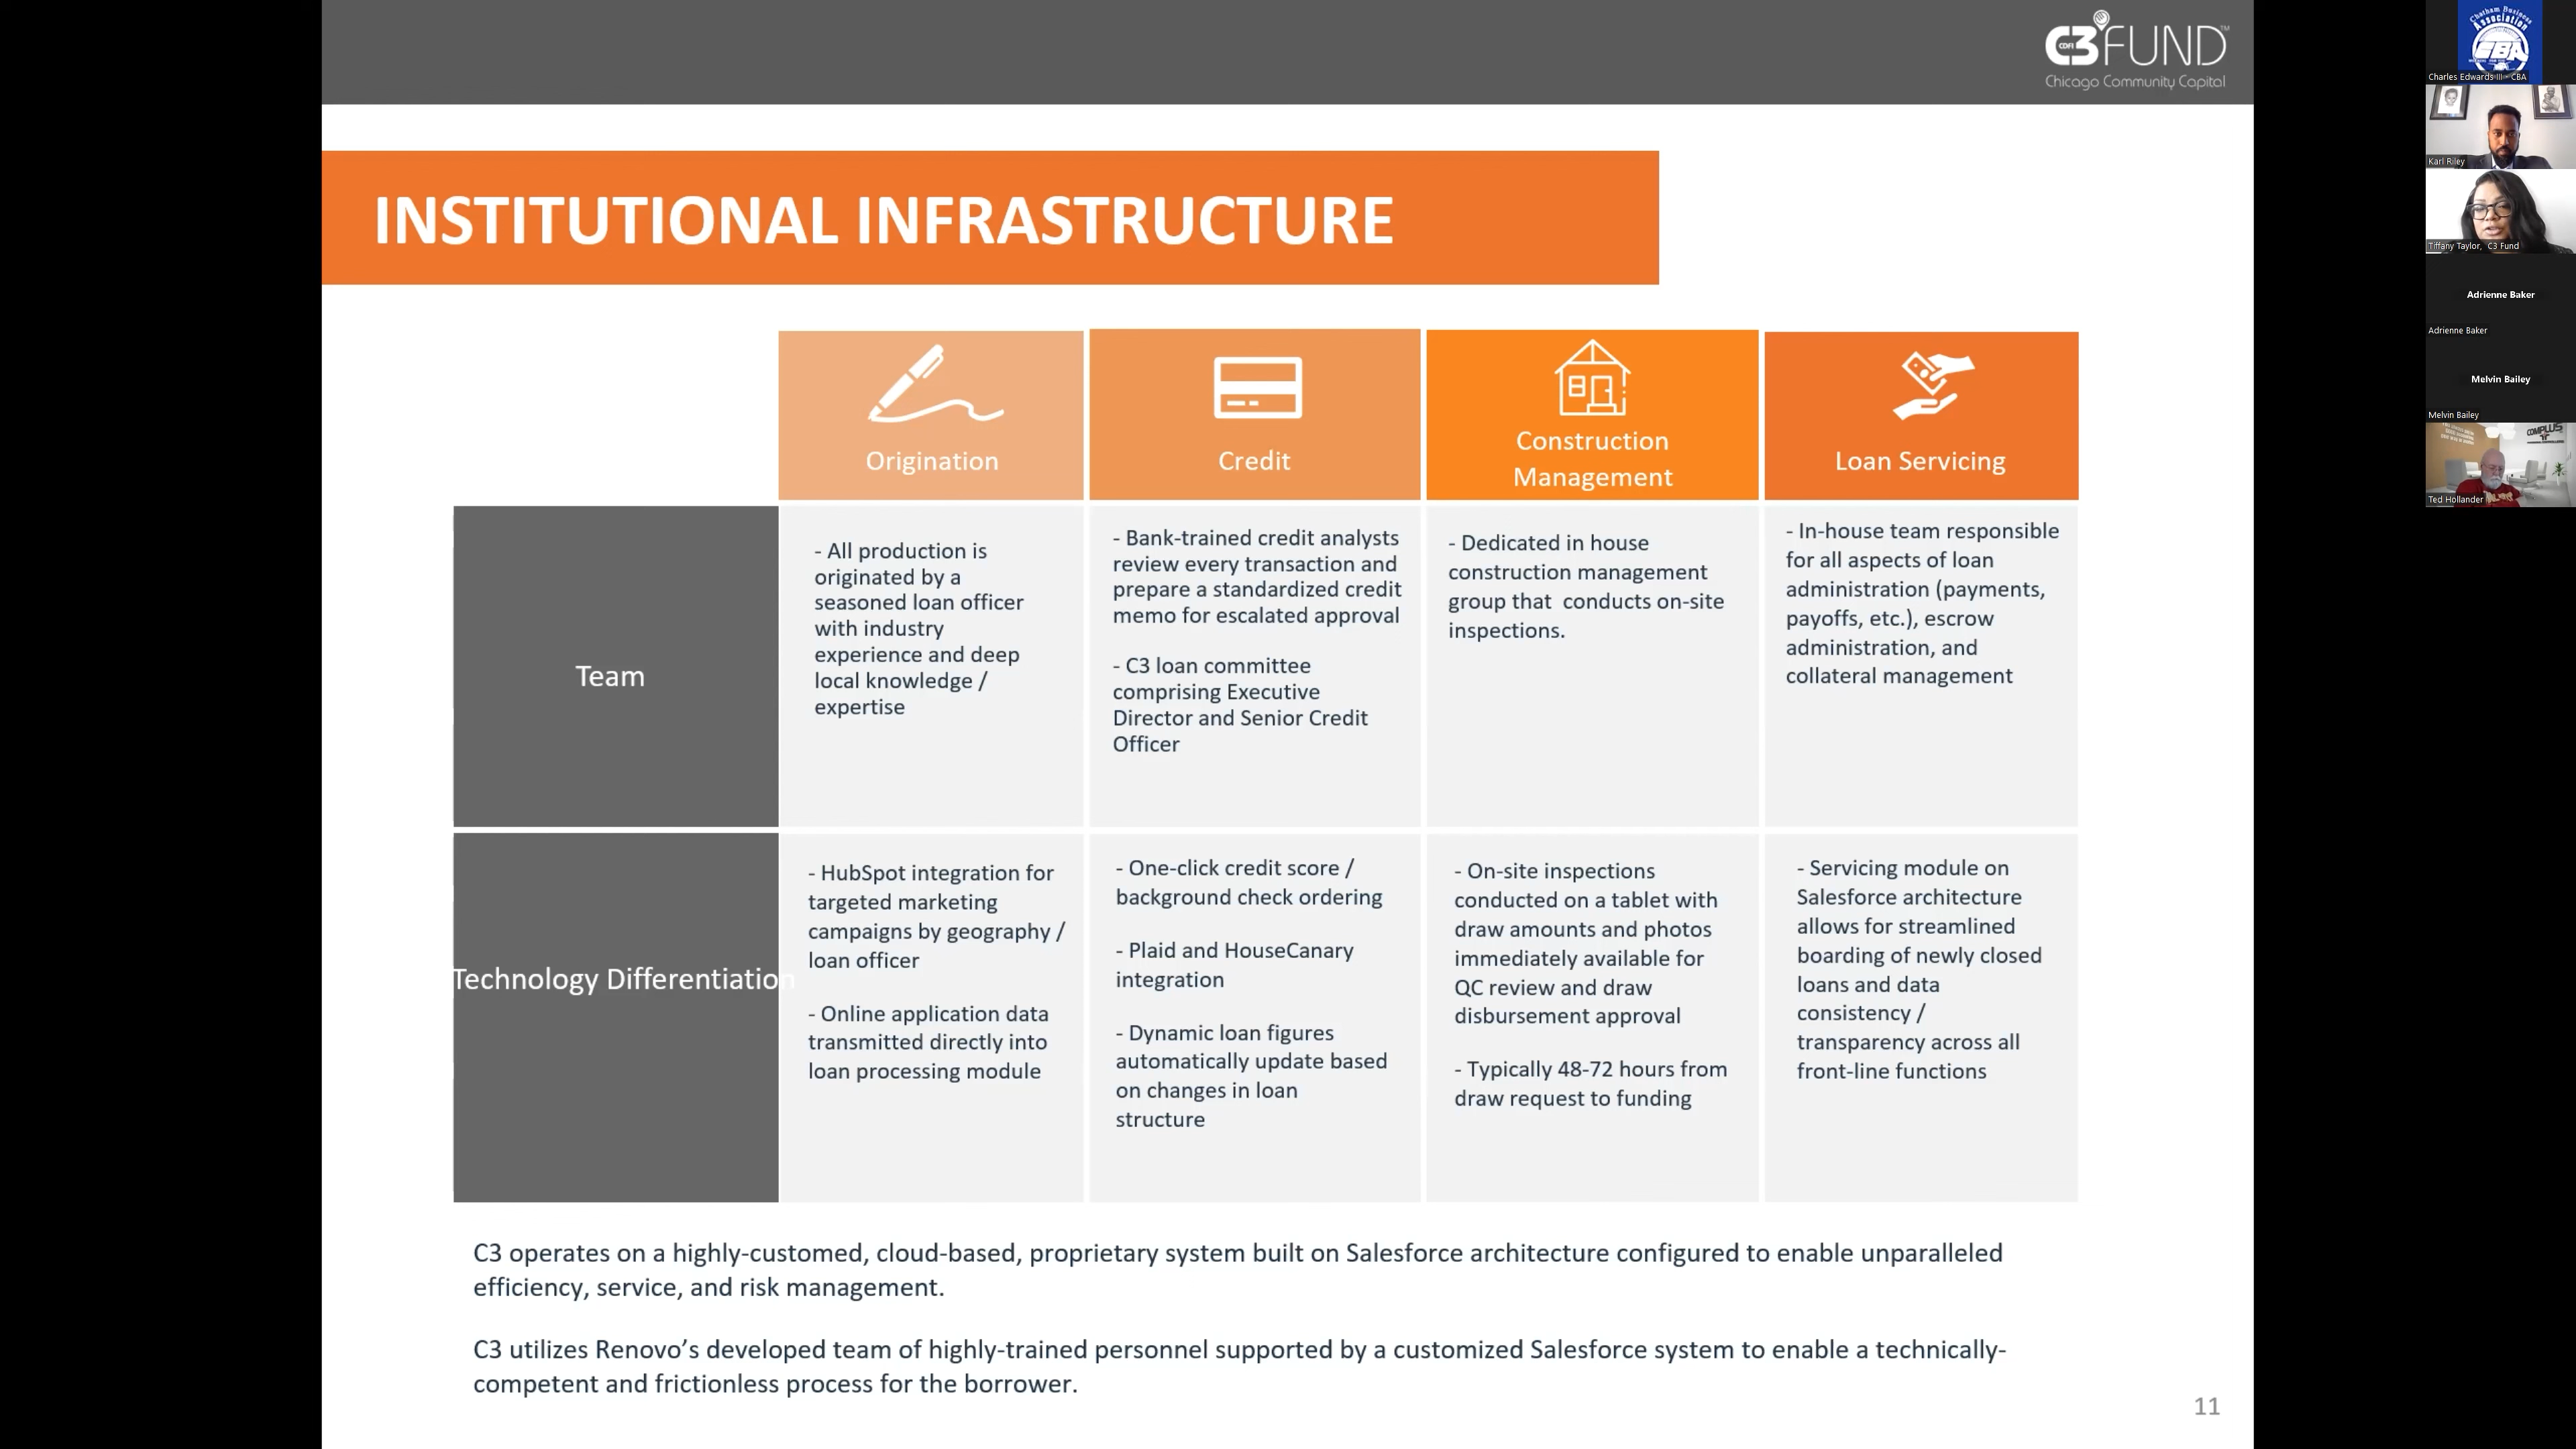 C3 FUND™
CDFI
Chicago Community Capital
INSTITUTIONAL INFRASTRUCTURE
Origination
Credit
Construction
Management
Loan Servicing
Team
- All production is
originated by a
seasoned loan officer
with industry
experience and deep
local knowledge /
expertise
- Bank-trained credit analysts
review every transaction and
prepare a standardized credit
memo for escalated approval
- C3 loan committee
comprising Executive
Director and Senior Credit
Officer
- Dedicated in house
construction management
group that  conducts on-site
inspections.
- In-house team responsible
for all aspects of loan
administration (payments,
payoffs, etc.), escrow
administration, and
collateral management
Technology Differentiation
- HubSpot integration for
targeted marketing
campaigns by geography /
loan officer
- Online application data
transmitted directly into
loan processing module
- One-click credit score /
background check ordering
- Plaid and HouseCanary
integration
- Dynamic loan figures
automatically update based
on changes in loan
structure
- On-site inspections
conducted on a tablet with
draw amounts and photos
immediately available for
QC review and draw
disbursement approval
- Typically 48-72 hours from
draw request to funding
- Servicing module on
Salesforce architecture
allows for streamlined
boarding of newly closed
loans and data
consistency /
transparency across all
front-line functions
C3 operates on a highly-customed, cloud-based, proprietary system built on Salesforce architecture configured to enable unparalleled
efficiency, service, and risk management.
C3 utilizes Renovo’s developed team of highly-trained personnel supported by a customized Salesforce system to enable a technically-
competent and frictionless process for the borrower.
11
Chatham Business
Association
CBA
Charles Edwards III - CBA
Karl Riley
Tiffany Taylor, C3 Fund
Adrienne Baker
Adrienne Baker
Melvin Bailey
Melvin Bailey
COMPLUS
Ted Hollander